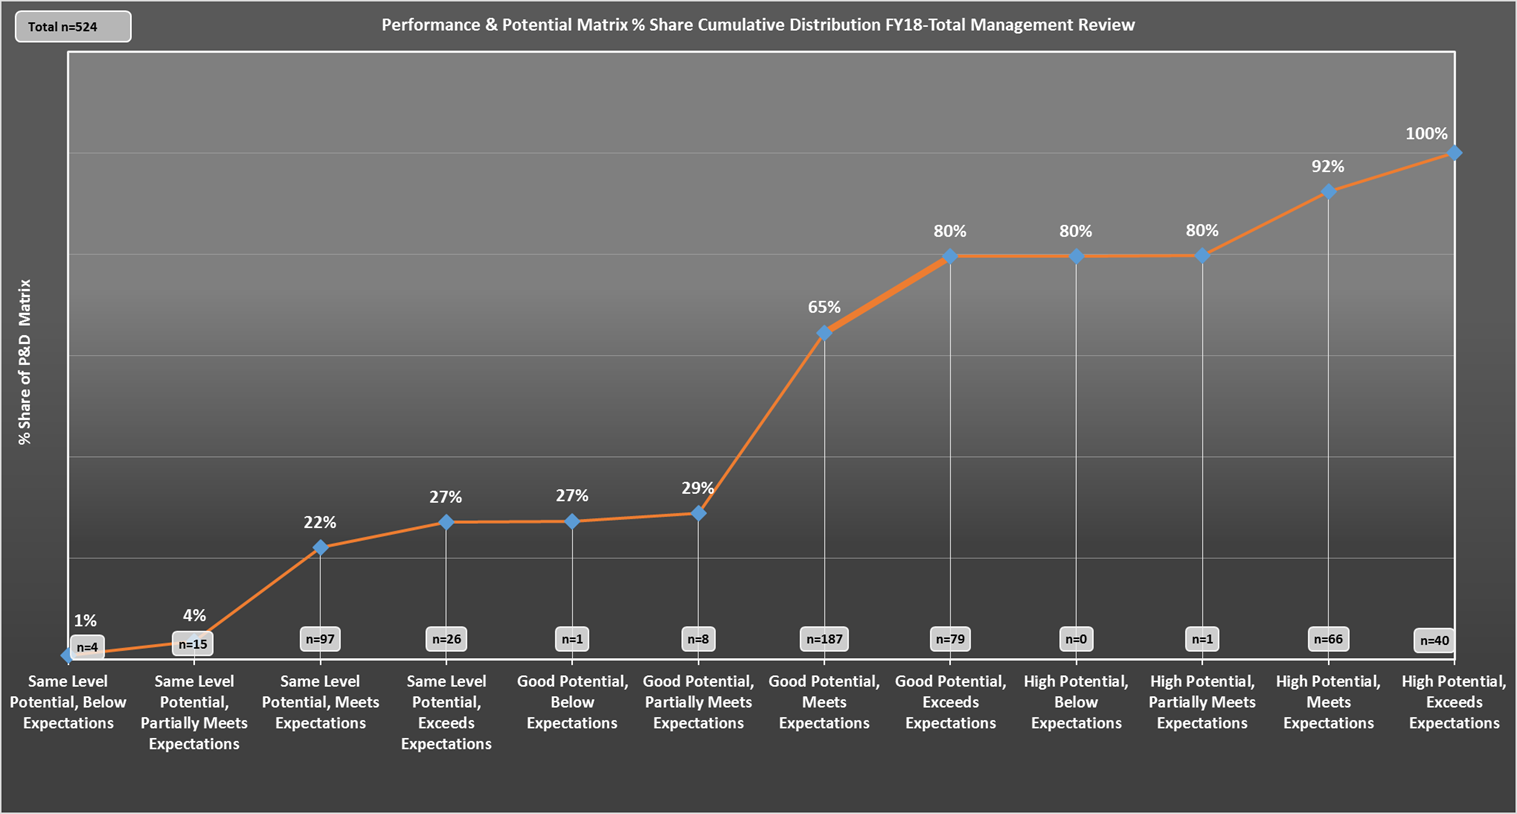 Total n=524
Performance & Potential Matrix % Share Cumulative Distribution FY18-Total Management Review
% Share of P&D Matrix
1%
4%
22%
27%
27%
29%
65%
80%
80%
80%
92%
100%
n=4
n=15
n=97
n=26
n=1
n=8
n=187
n=79
n=0
n=1
n=66
n=40
Same Level
Potential, Below
Expectations
Same Level
Potential,
Partially Meets
Expectations
Same Level
Potential, Meets
Expectations
Same Level
Potential,
Exceeds
Expectations
Good Potential,
Below
Expectations
Good Potential,
Partially Meets
Expectations
Good Potential,
Meets
Expectations
Good Potential,
Exceeds
Expectations
High Potential,
Below
Expectations
High Potential,
Partially Meets
Expectations
High Potential,
Meets
Expectations
High Potential,
Exceeds
Expectations